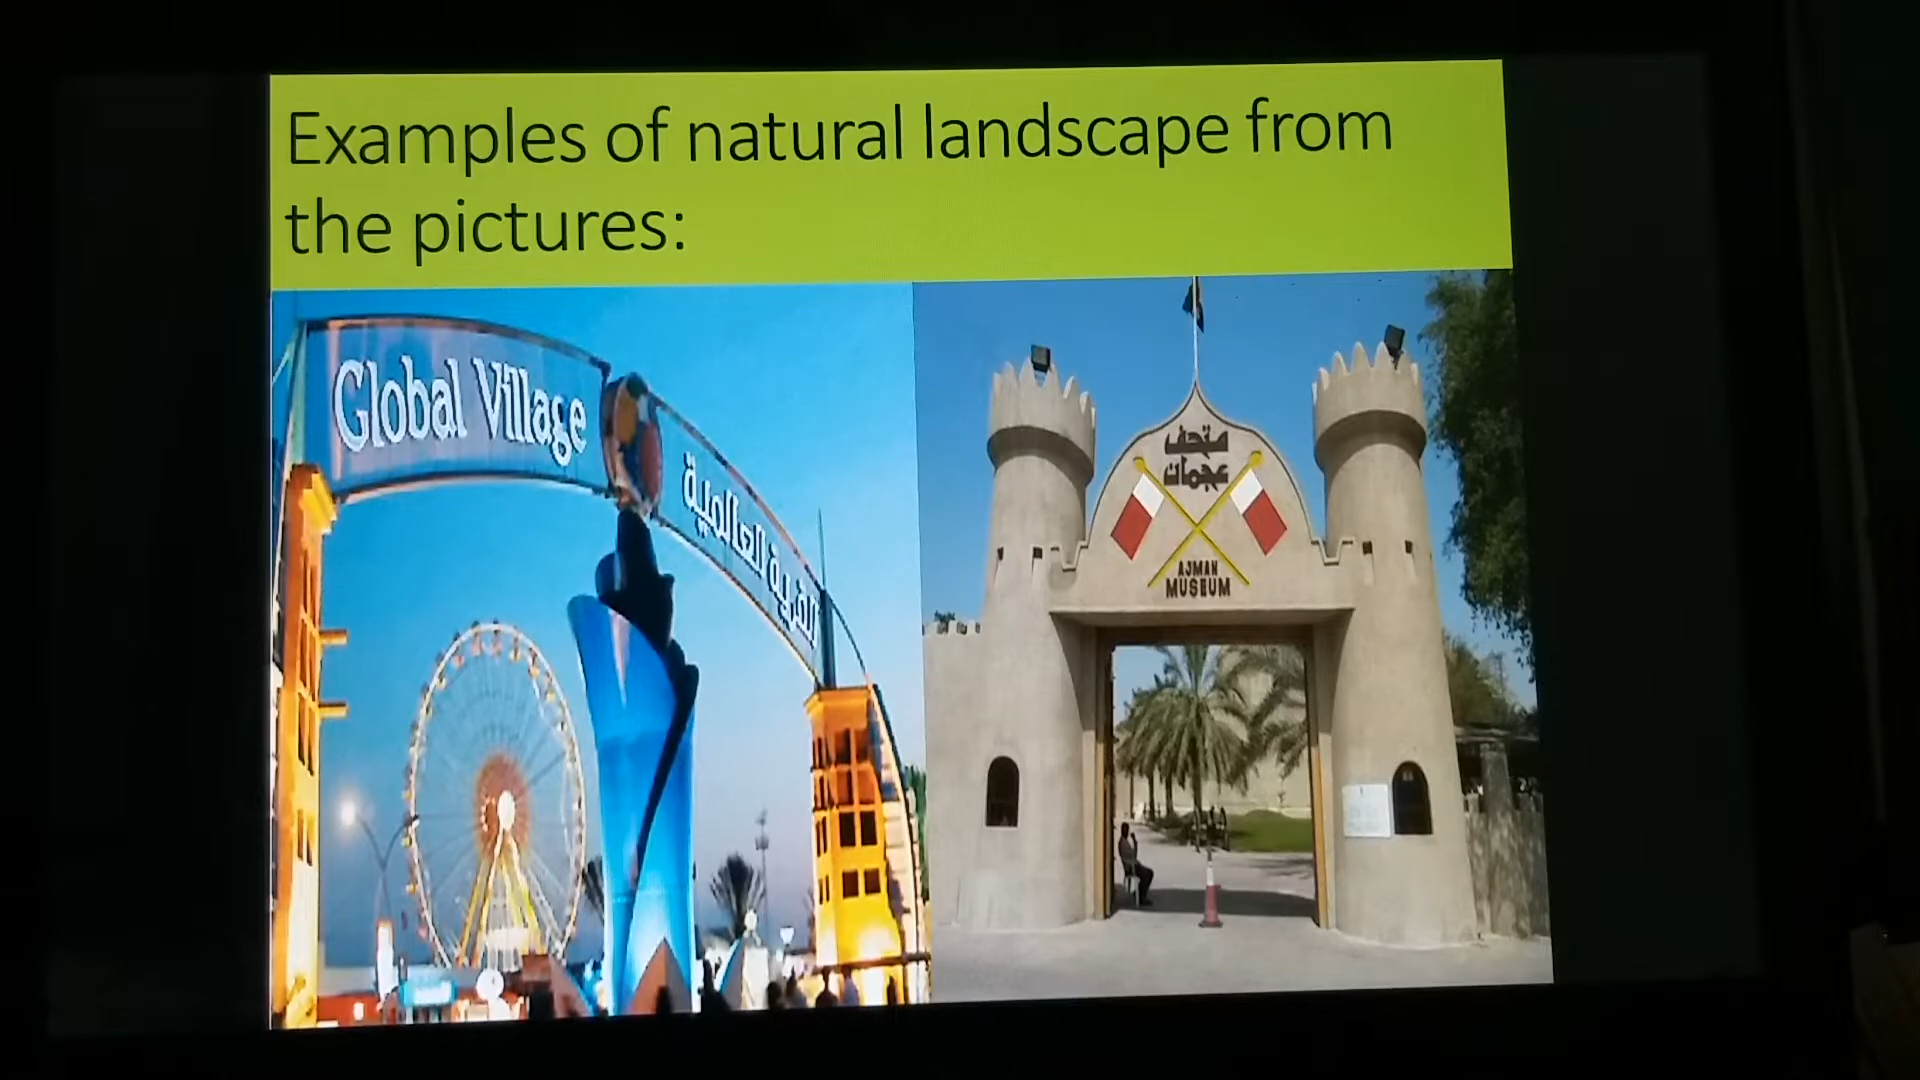 Examples of natural landscape from
the pictures:
Global Village
القرية العالمية
متحف
عجمان
AJMAN
MUSEUM